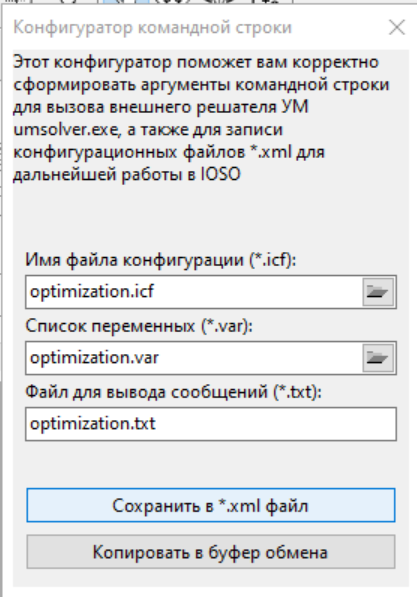 Конфигуратор командной строки
Этот конфигуратор поможет вам корректно
сформировать аргументы командной строки
для вызова внешнего решателя УМ
umsolver.exe, а также для записи
конфигурационных файлов *.xml для
дальнейшей работы в IOSO
Имя файла конфигурации (*.icf):
optimization.icf
Список переменных (*.var):
optimization.var
Файл для вывода сообщений (*.txt):
optimization.txt
Сохранить в *.xml файл
Копировать в буфер обмена